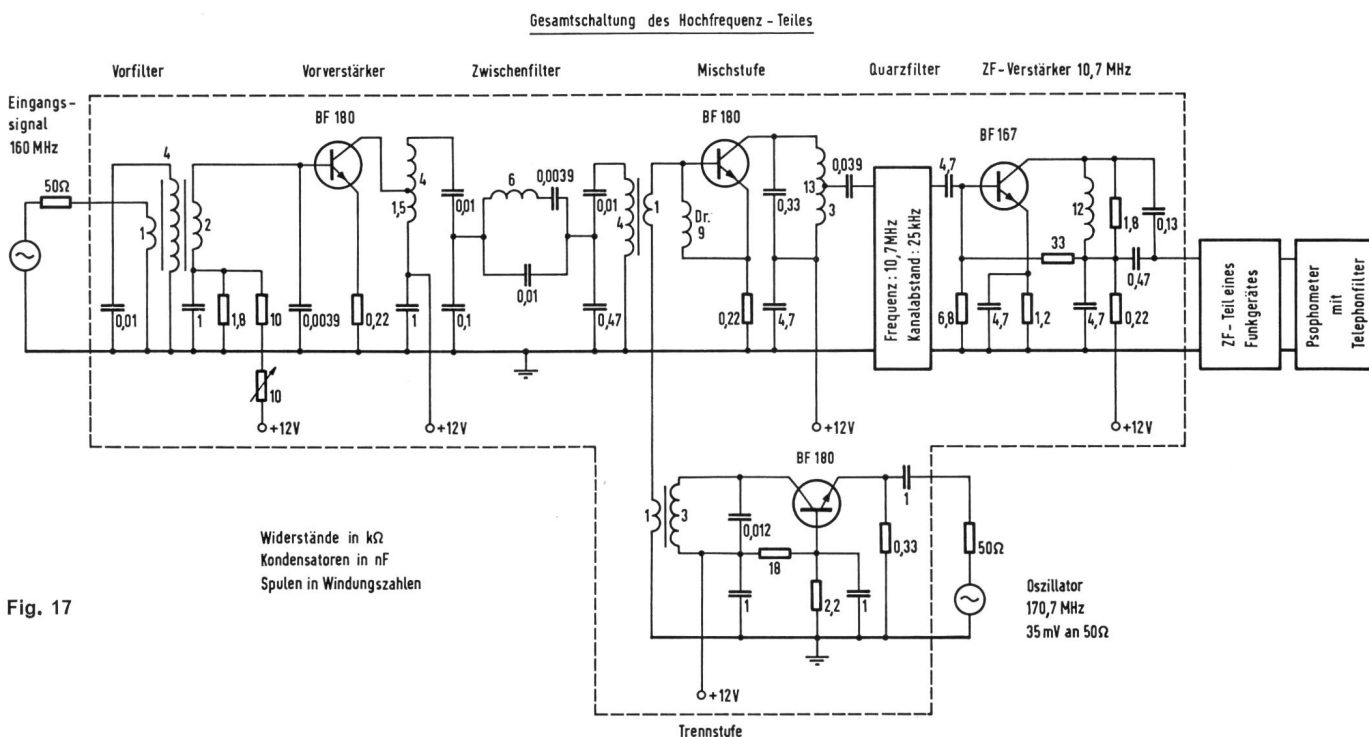 Gesamtschaltung des Hochfrequenz - Teiles
Vorfilter
Vorverstärker
Zwischenfilter
Mischstufe
Quarzfilter
ZF - Verstärker 10,7 MHz
Eingangs-
signal
160 MHz
50Ω
4
1
2
0,01
1
1,8
10
10
+12V
0,0039
BF 180
0,22
4
1,5
1
+12V
0,01
0,1
6
0,0039
0,01
0,01
0,47
4
1
Dr.
9
BF 180
0,22
0,33
4,7
13
3
0,039
+12V
Frequenz : 10,7MHz
Kanalabstand : 25kHz
4,7
6,8
BF 167
4,7
1,2
33
12
1,8
0,13
0,47
4,7
0,22
+12V
ZF - Teil eines
Funkgerätes
Psophometer
mit
Telephonfilter
1
3
0,012
1
18
BF 180
2,2
1
0,33
1
50Ω
Oszillator
170,7 MHz
35 mV an 50Ω
+12V
Trennstufe
Widerstände in kΩ
Kondensatoren in nF
Spulen in Windungszahlen
Fig. 17